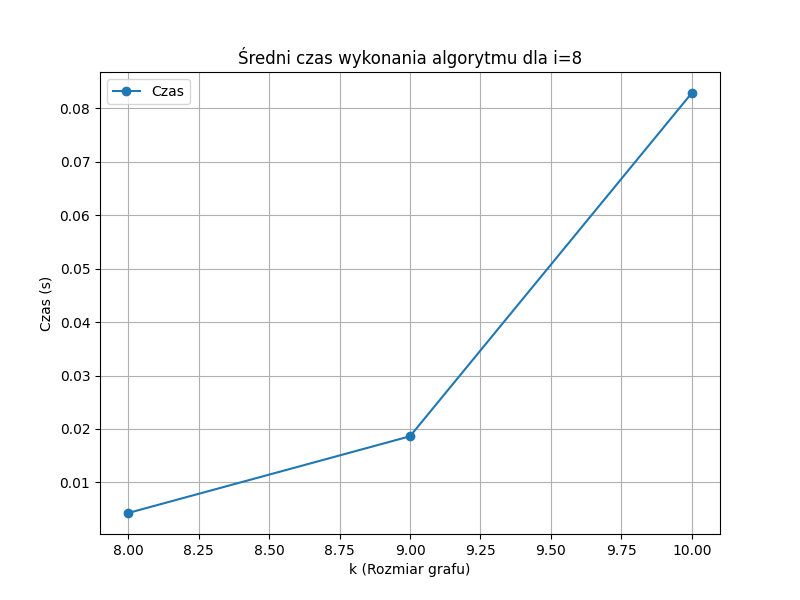 Średni czas wykonania algorytmu dla i=8
Czas
0.08
0.07
0.06
0.05
0.04
0.03
0.02
0.01
Czas (s)
8.00 8.25 8.50 8.75 9.00 9.25 9.50 9.75 10.00
k (Rozmiar grafu)